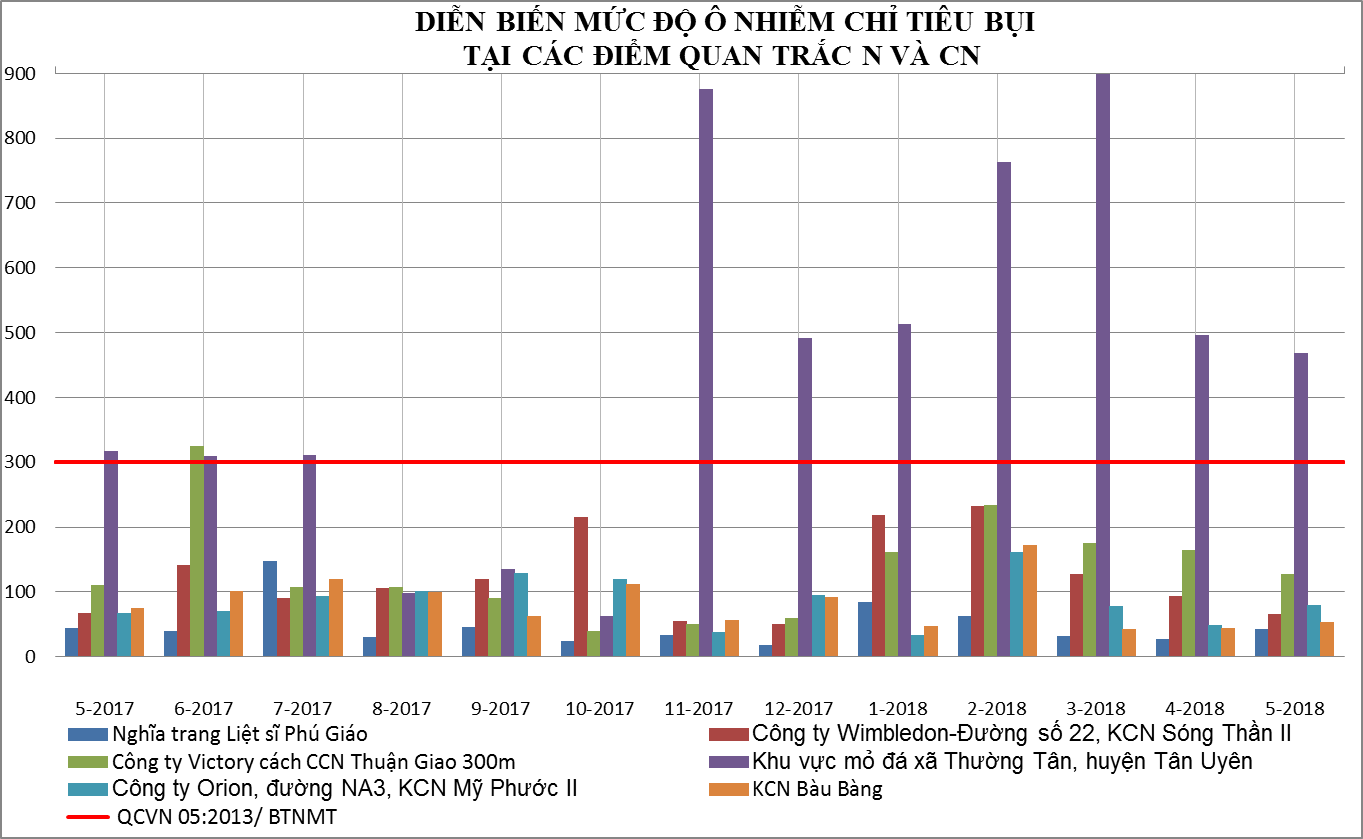 DIỄN BIẾN MỨC ĐỘ Ô NHIỄM CHỈ TIÊU BỤI
TẠI CÁC ĐIỂM QUAN TRẮC N VÀ CN
900
800
700
600
500
400
300
200
100
0
5-2017 6-2017 7-2017 8-2017 9-2017 10-2017 11-2017 12-2017 1-2018 2-2018 3-2018 4-2018 5-2018
Nghĩa trang Liệt sĩ Phú Giáo
Công ty Wimbledon-Đường số 22, KCN Sóng Thần II
Công ty Victory cách CCN Thuận Giao 300m
Khu vực mỏ đá xã Thường Tân, huyện Tân Uyên
Công ty Orion, đường NA3, KCN Mỹ Phước II
KCN Bàu Bàng
QCVN 05:2013/ BTNMT